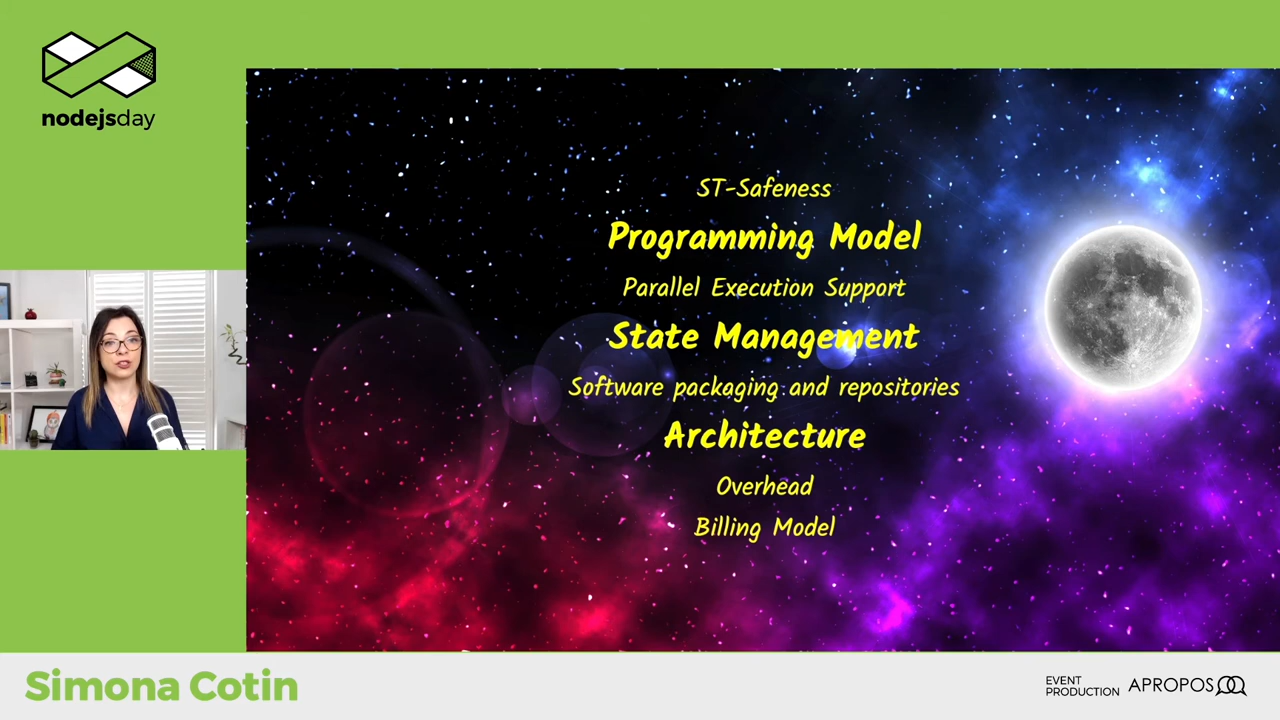 nodejsday
ST-Safeness
Programming Model
Parallel Execution Support
State Management
Software packaging and repositories
Architecture
Overhead
Billing Model
Simona Cotin
EVENT
PRODUCTION
APROPOS